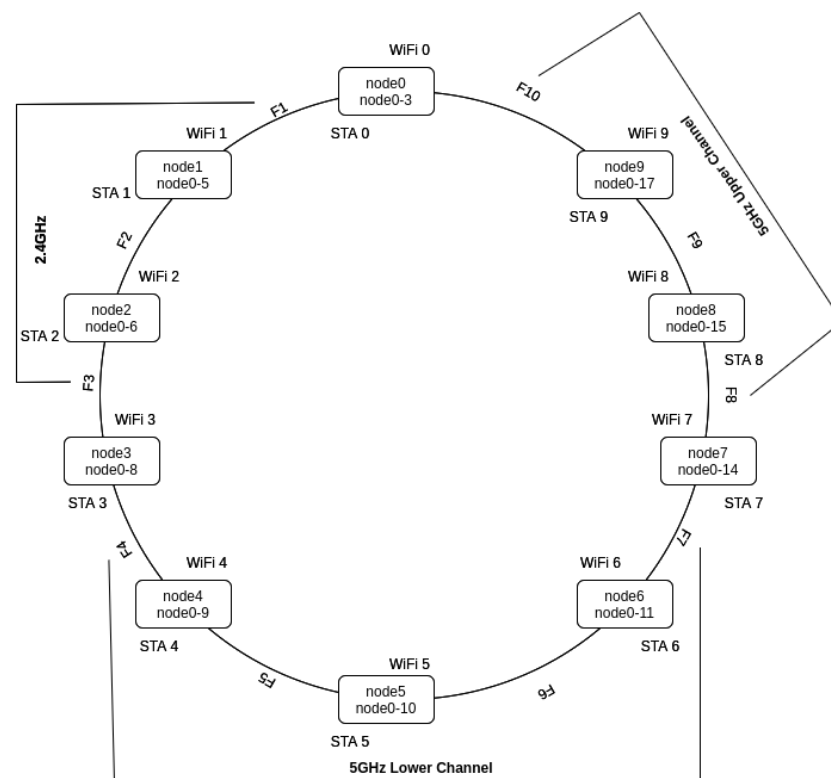 WiFi 0
node0
node0-3
STA 0
F1
F10
WiFi 1
node1
node0-5
STA 1
WiFi 9
node9
node0-17
STA 9
5GHz Upper Channel
2.4GHz
F2
F9
WiFi 2
node2
node0-6
STA 2
WiFi 8
node8
node0-15
STA 8
F3
F8
WiFi 3
node3
node0-8
STA 3
WiFi 7
node7
node0-14
STA 7
F4
F7
WiFi 4
node4
node0-9
STA 4
WiFi 6
node6
node0-11
STA 6
F5
F6
WiFi 5
node5
node0-10
STA 5
5GHz Lower Channel